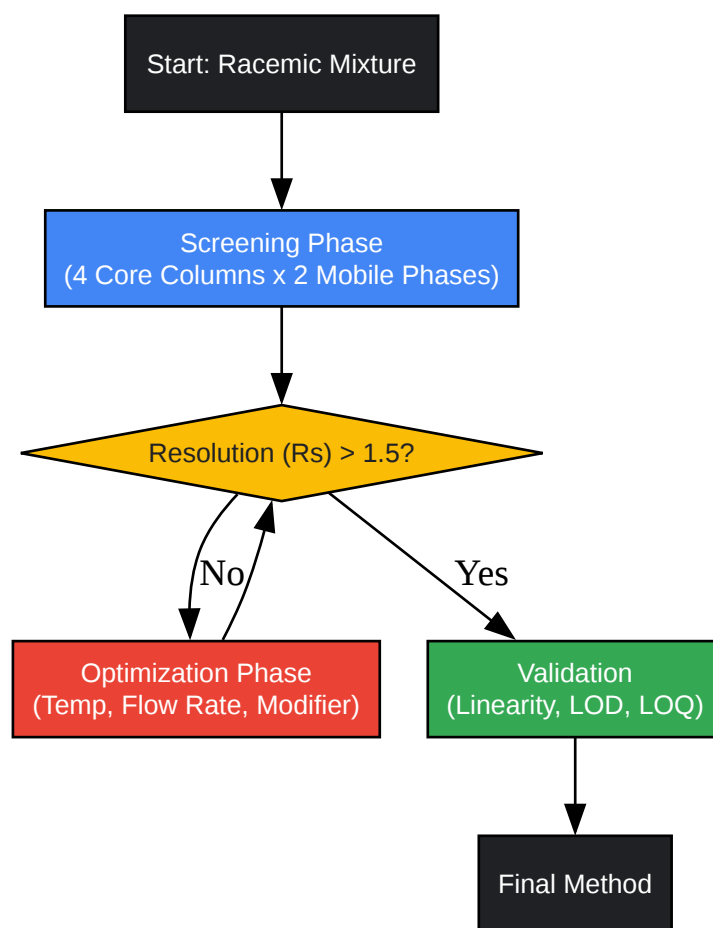 Start: Racemic Mixture
Screening Phase
(4 Core Columns x 2 Mobile Phases)
Resolution (Rs) > 1.5?
No
Yes
Optimization Phase
(Temp, Flow Rate, Modifier)
Validation
(Linearity, LOD, LOQ)
Final Method